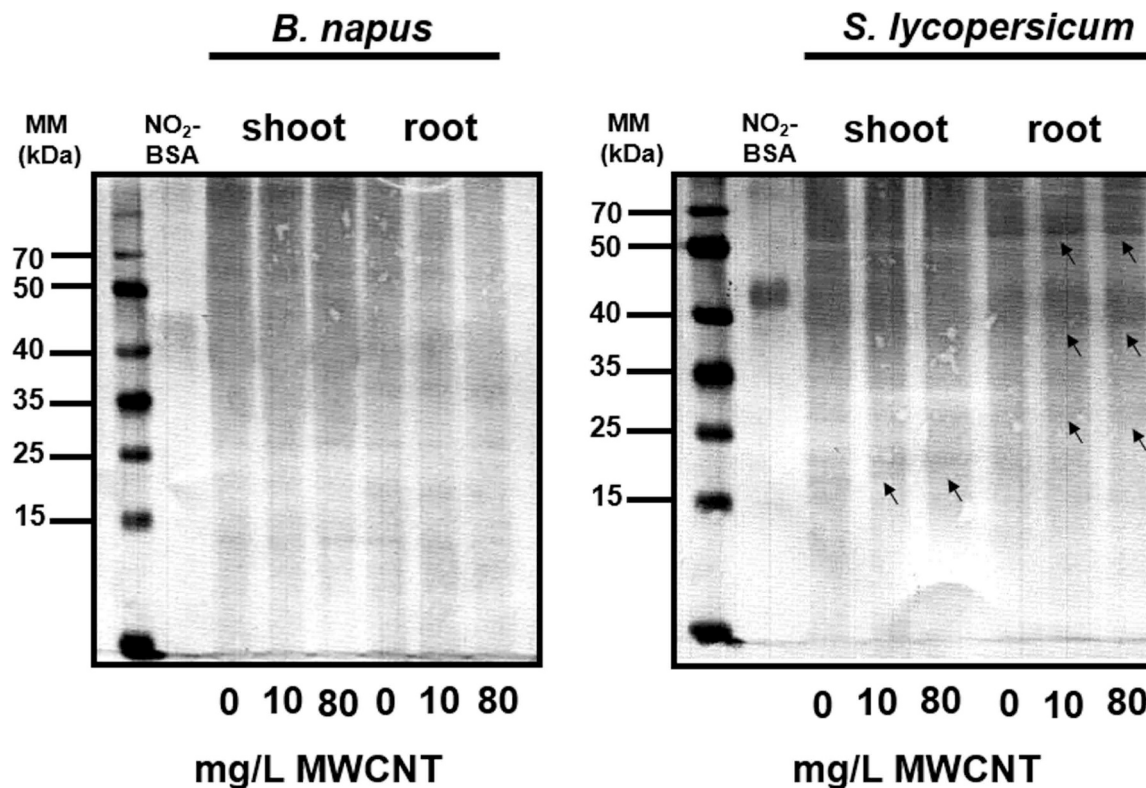 B. napus
S. lycopersicum
MM
(kDa)
NO₂-
BSA
shoot root
70
50
40
35
25
15
0 10 80 0 10 80
mg/L MWCNT
MM
(kDa)
NO₂-
BSA
shoot root
70
50
40
35
25
15
0 10 80 0 10 80
mg/L MWCNT